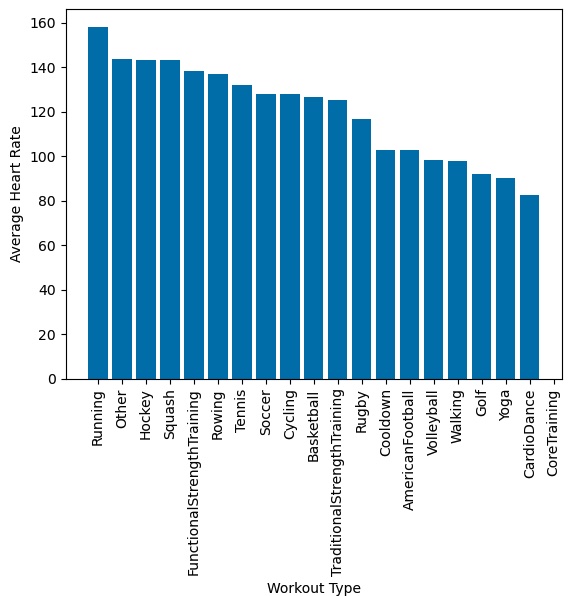 160
140
120
100
80
60
40
20
0
Average Heart Rate
Running
Other
Hockey
Squash
FunctionalStrengthTraining
Rowing
Tennis
Soccer
Cycling
Basketball
TraditionalStrengthTraining
Rugby
Cooldown
AmericanFootball
Volleyball
Walking
Golf
Yoga
CardioDance
CoreTraining
Workout Type